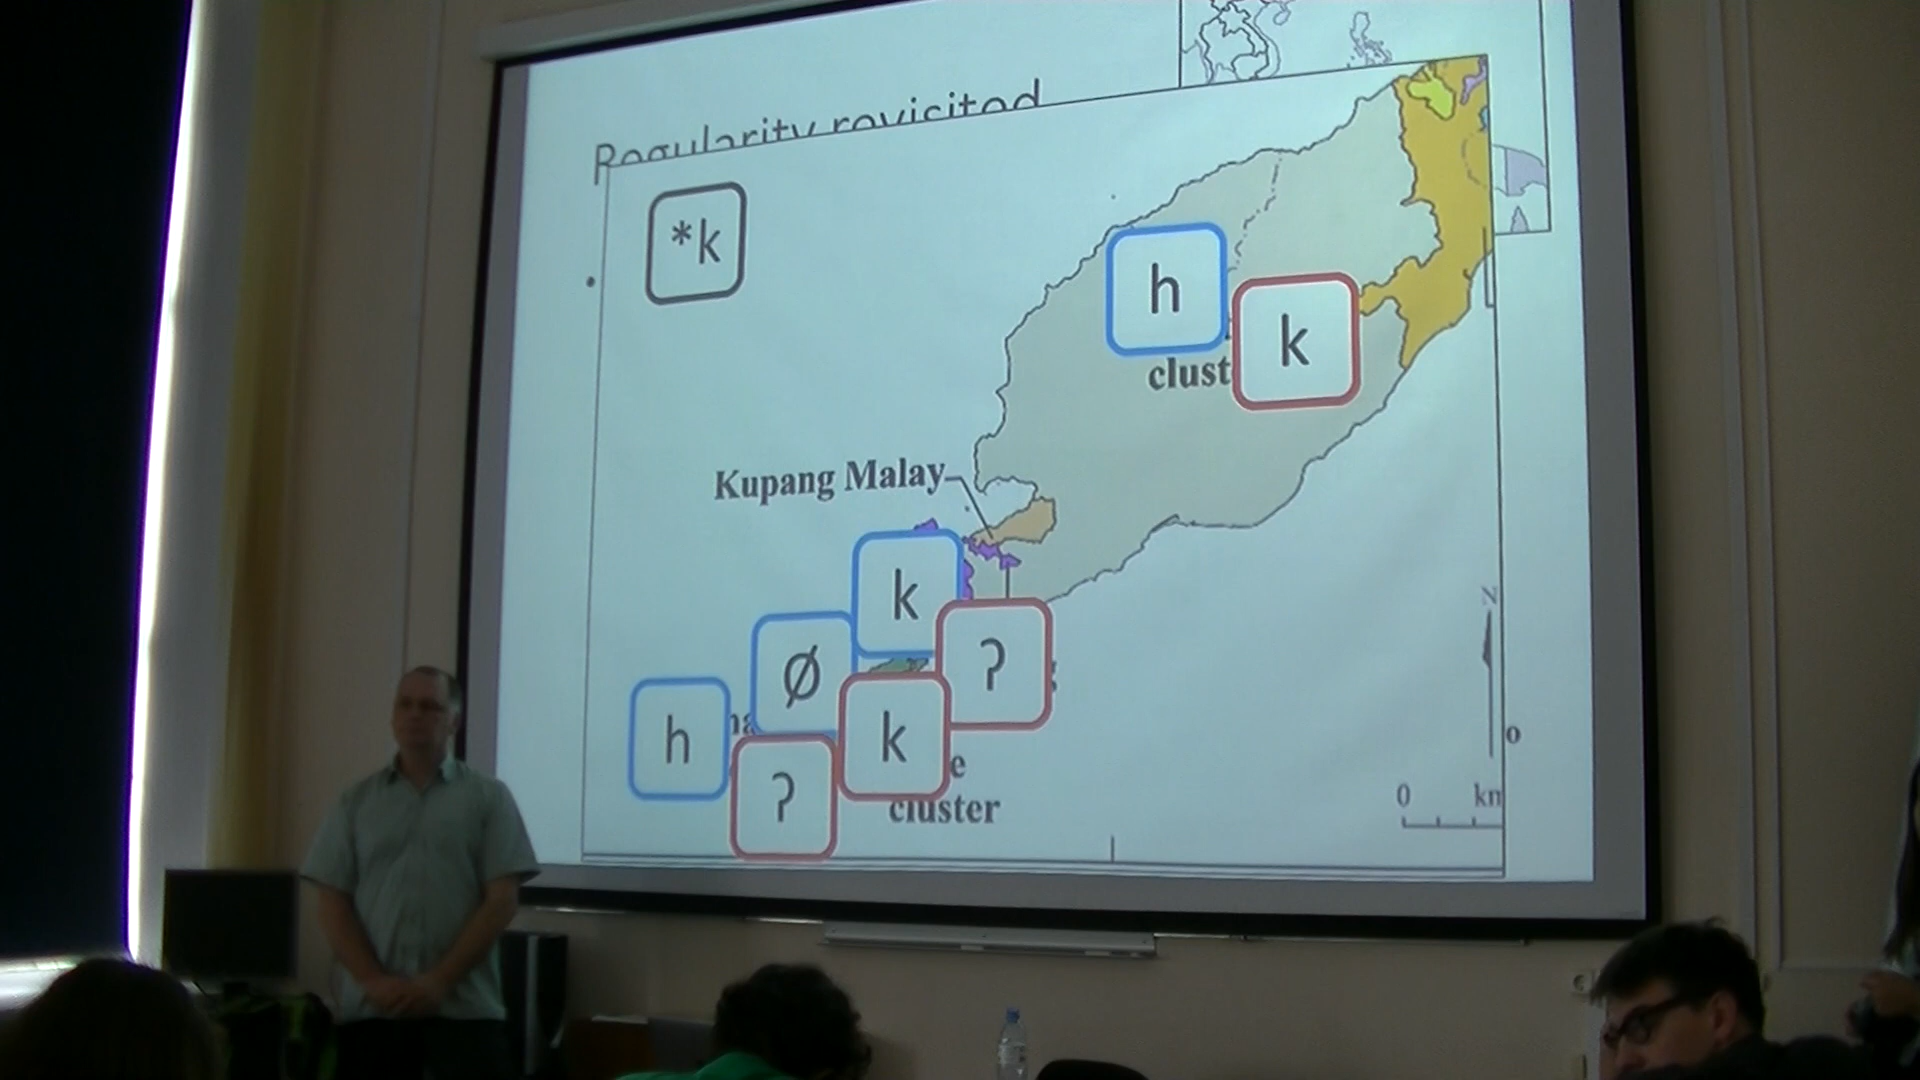 Regularity revisited
*k
h
k
clust
Kupang Malay
k
ʔ
Ø
k
h
ʔ
e
cluster
N
o
0 km